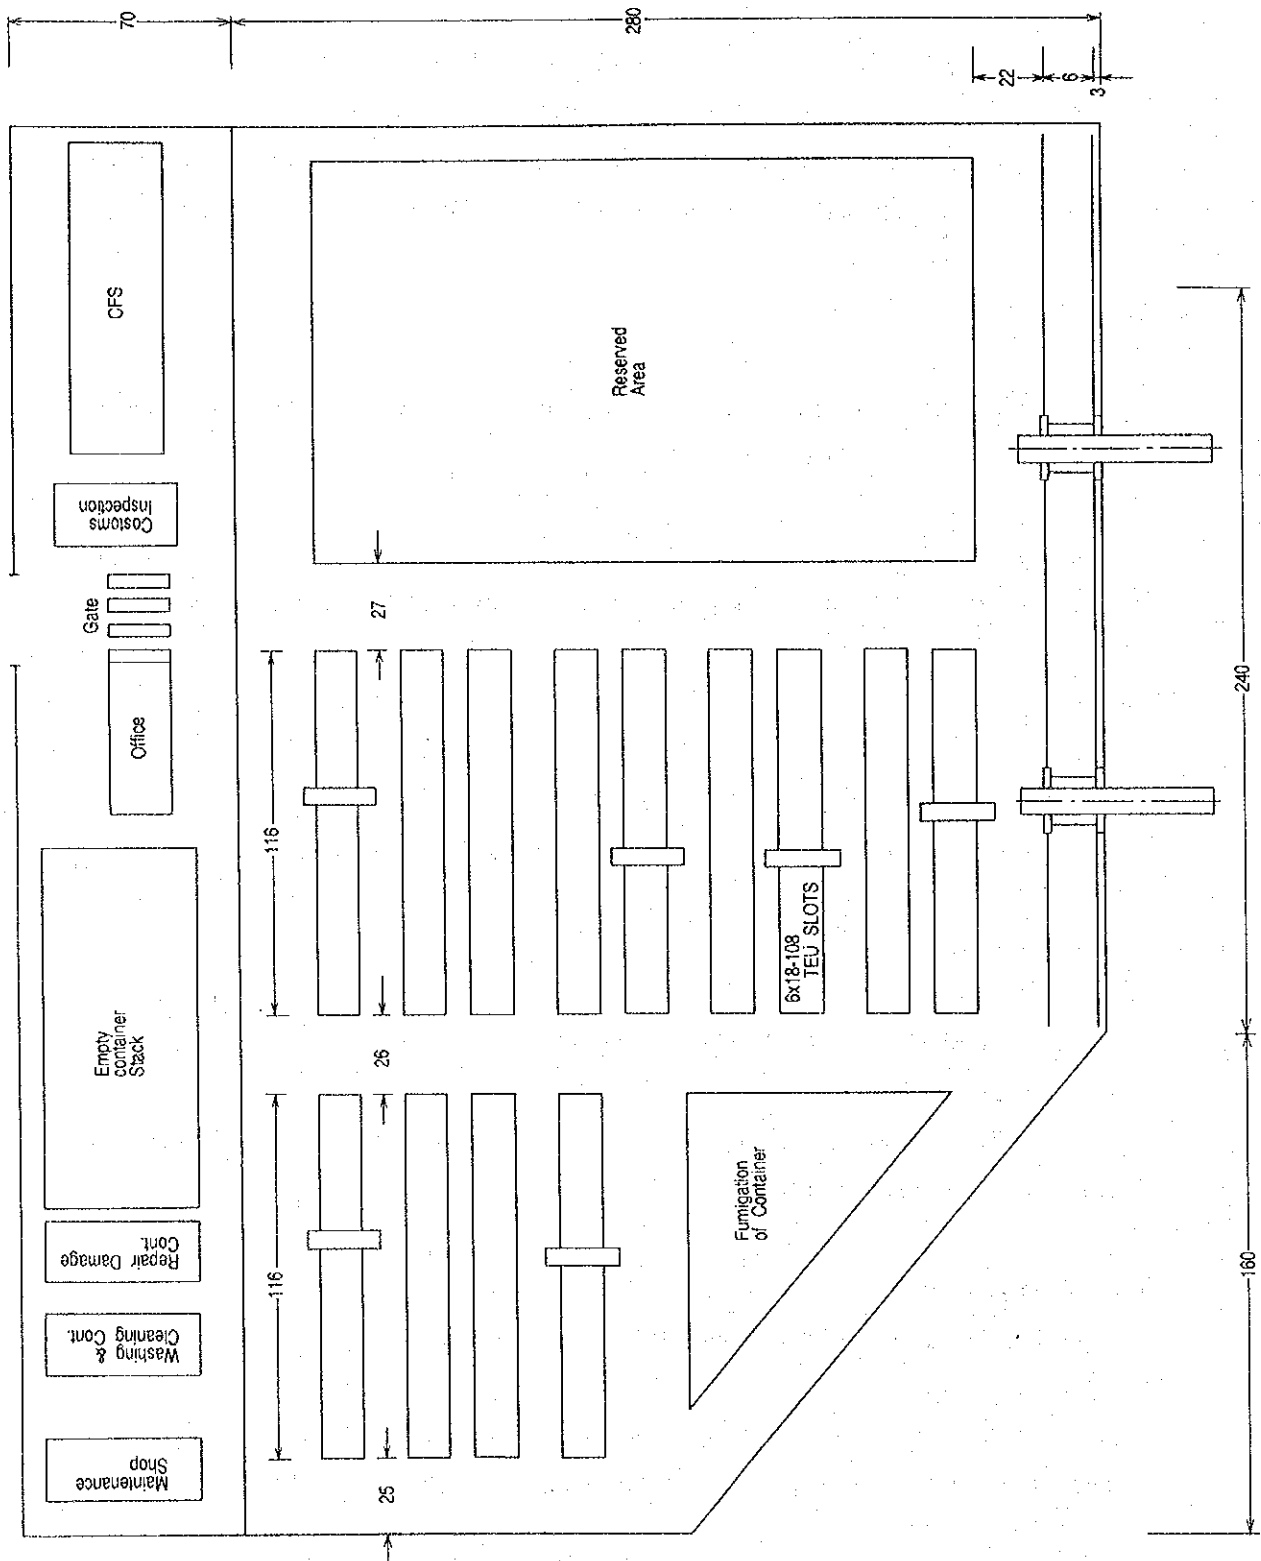 70
280
22
6
3
CFS
Customs
Inspection
Gate
Office
Empty
container
Stack
Repair Damage
Cont.
Washing &
Cleaning Cont.
Maintenance
Shop
Reserved
Area
27
116
6x18-108
TEU SLOTS
26
116
25
Fumigation
of Container
240
160